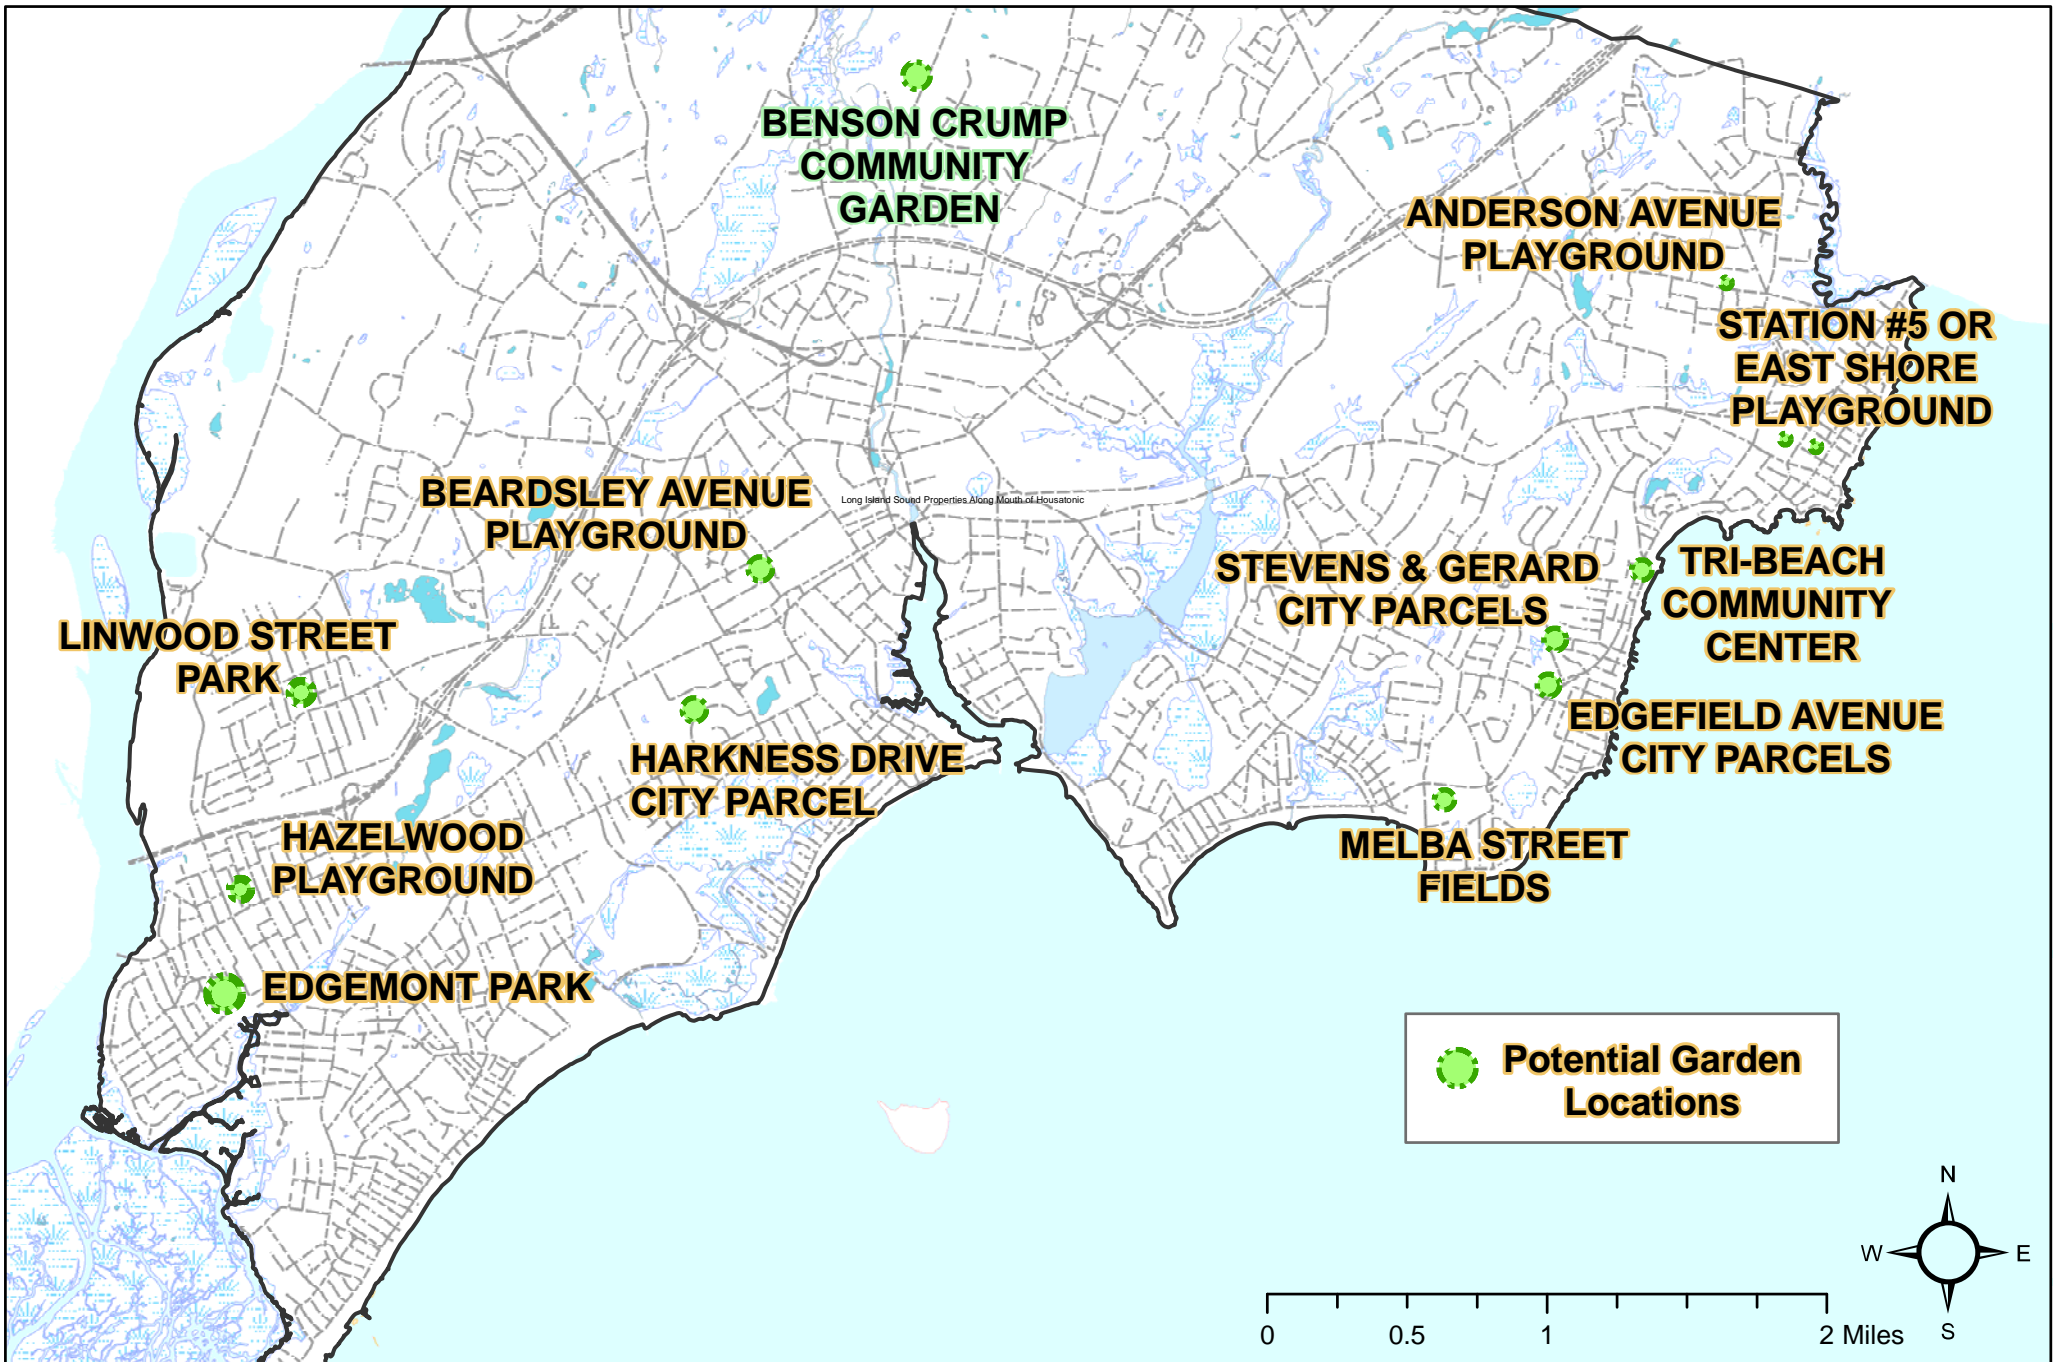 BENSON CRUMP
COMMUNITY
GARDEN
ANDERSON AVENUE
PLAYGROUND
STATION #5 OR
EAST SHORE
PLAYGROUND
BEARDSLEY AVENUE
PLAYGROUND
Long Island Sound Properties Along Mouth of Housatonic
STEVENS & GERARD
CITY PARCELS
TRI-BEACH
COMMUNITY
CENTER
LINWOOD STREET
PARK
EDGEFIELD AVENUE
CITY PARCELS
HARKNESS DRIVE
CITY PARCEL
HAZELWOOD
PLAYGROUND
MELBA STREET
FIELDS
EDGEMONT PARK
Potential Garden
Locations
N
W E
S
0 0.5 1 2 Miles